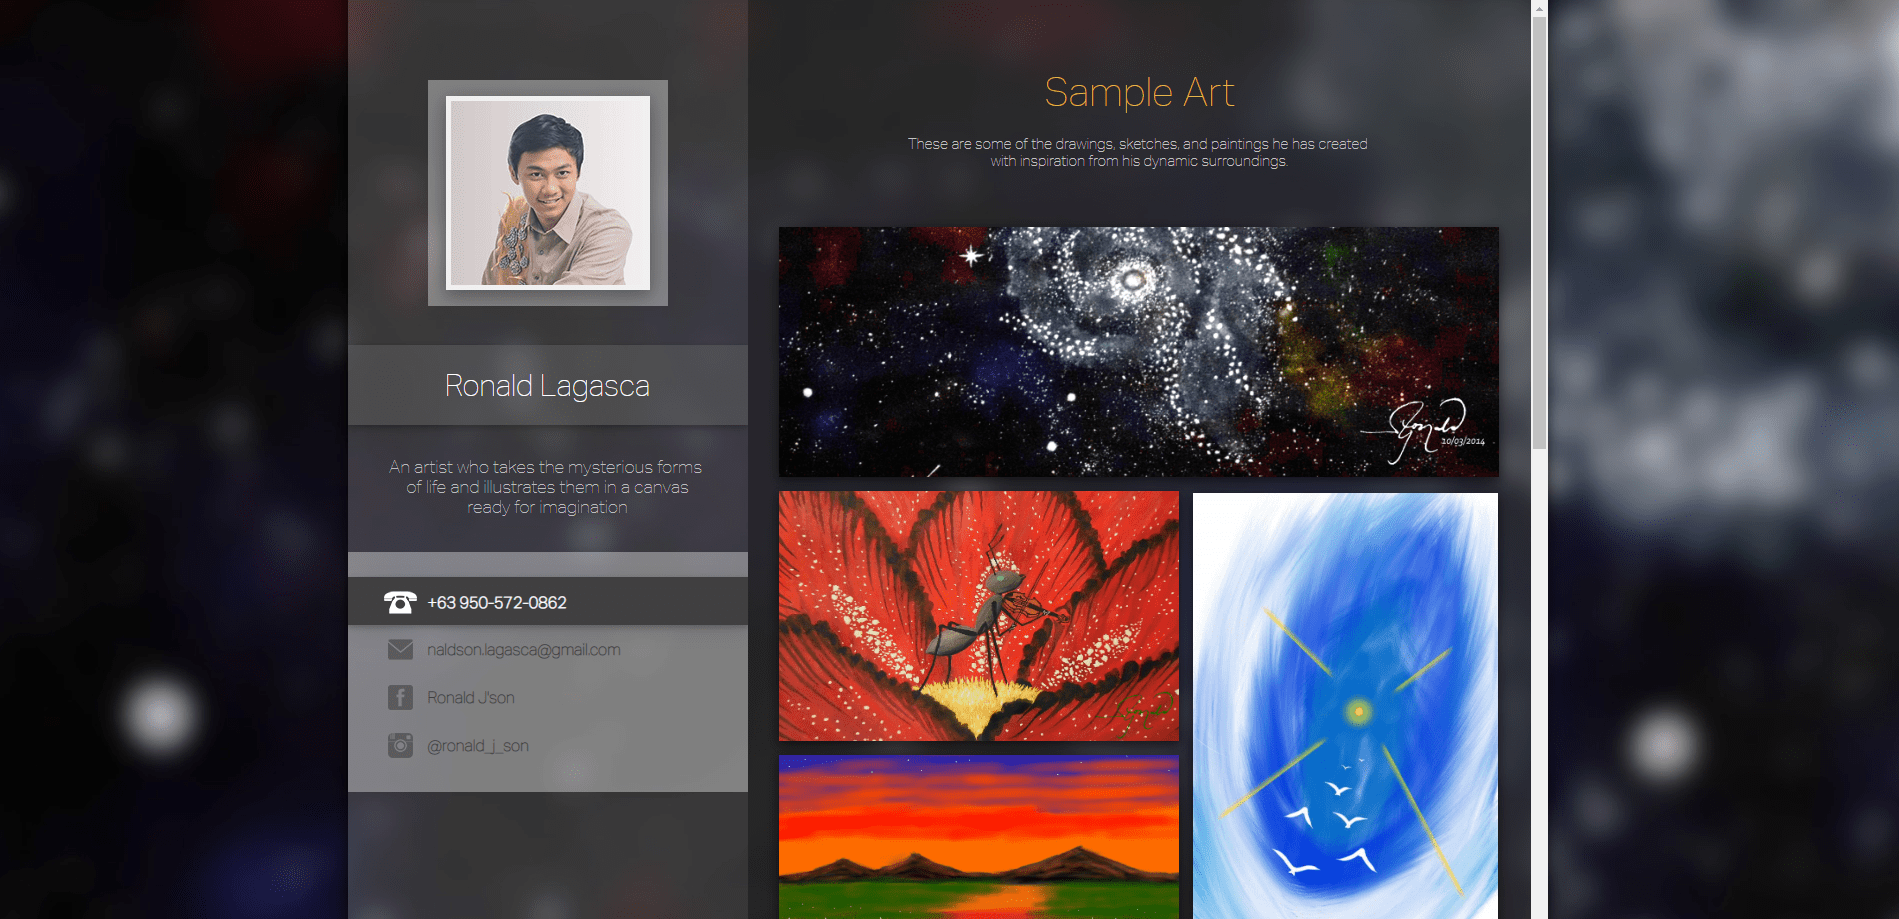 Ronald Lagasca
An artist who takes the mysterious forms
of life and illustrates them in a canvas
ready for imagination
+63 950-572-0862
naldson.lagasca@gmail.com
Ronald J'son
@ronald_j_son
Sample Art
These are some of the drawings, sketches, and paintings he has created
with inspiration from his dynamic surroundings.
10/03/2014